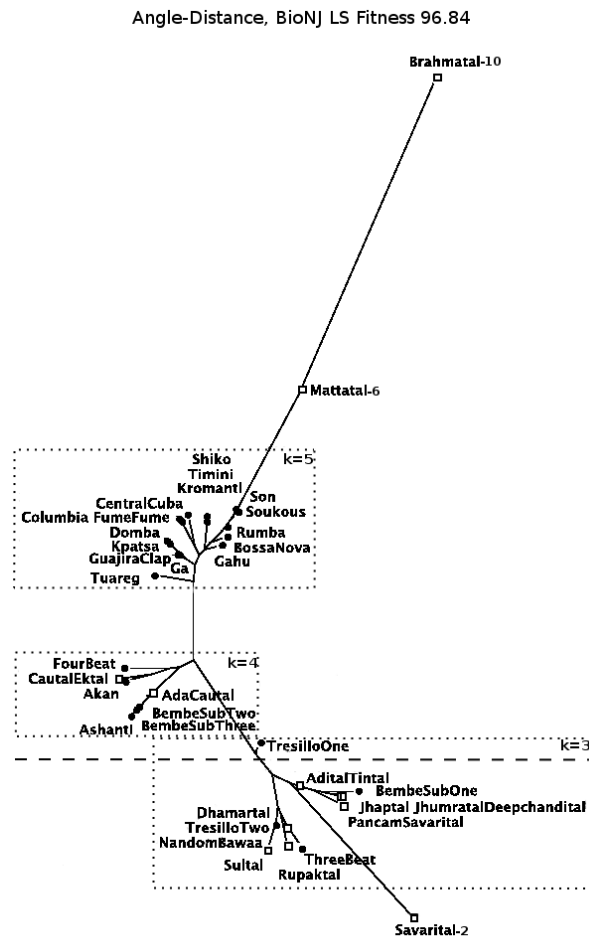 Angle-Distance, BioNJ LS Fitness 96.84
Brahmatal-10
Mattatal-6
k=5
Shiko
Timini
Kromanti
CentralCuba
Son
Soukous
Columbia FumeFume
Domba
Rumba
Kpatsa
BossaNova
GuajiraClap
Ga
Gahu
Tuareg
k=4
FourBeat
CautalEktal
Akan
AdaCautal
BembeSubTwo
BembeSubThree
Ashanti
k=3
TresilloOne
AditalTintal
BembeSubOne
Jhaptal JhumratalDeepchandital
PancamSavarital
Dhamartal
TresilloTwo
NandomBawaa
ThreeBeat
Sultal
Rupaktal
Savarital-2